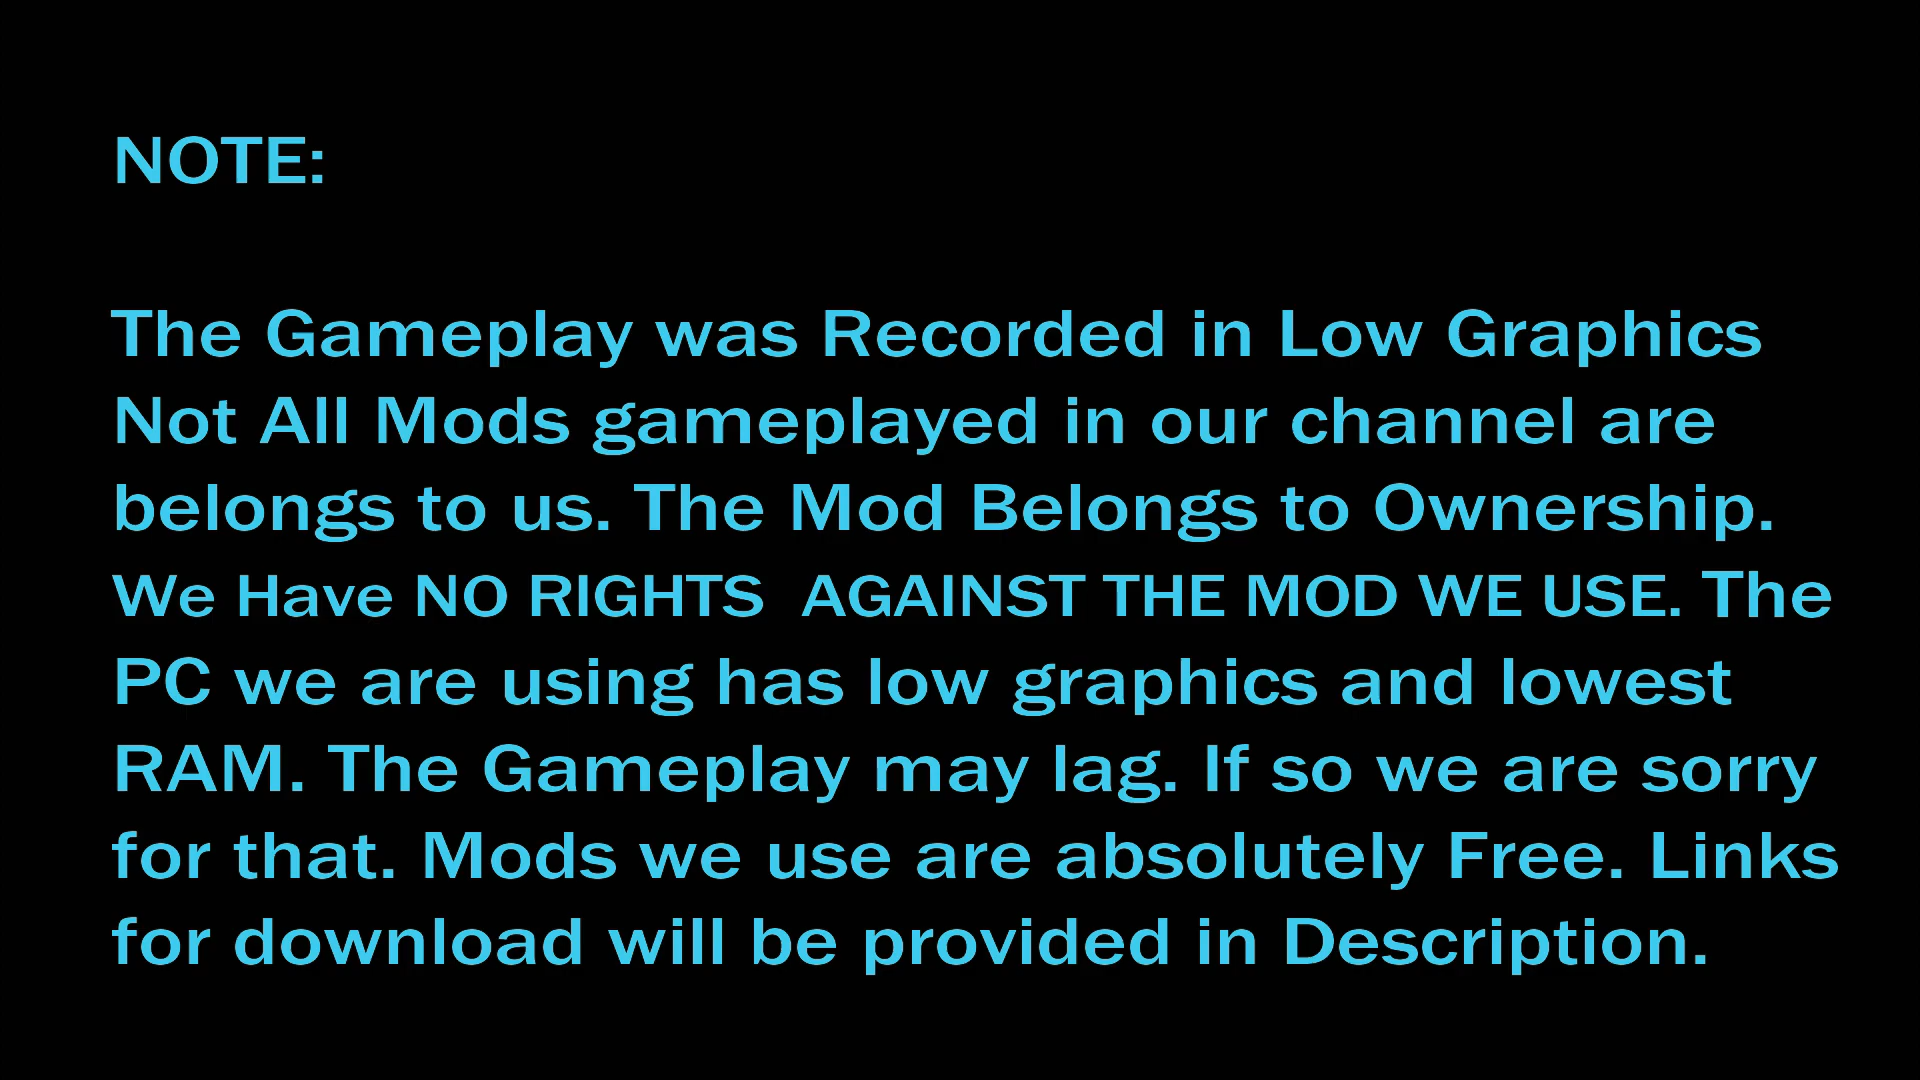 NOTE:
The Gameplay was Recorded in Low Graphics
Not All Mods gameplayed in our channel are
belongs to us. The Mod Belongs to Ownership.
We Have NO RIGHTS  AGAINST THE MOD WE USE. The
PC we are using has low graphics and lowest
RAM. The Gameplay may lag. If so we are sorry
for that. Mods we use are absolutely Free. Links
for download will be provided in Description.